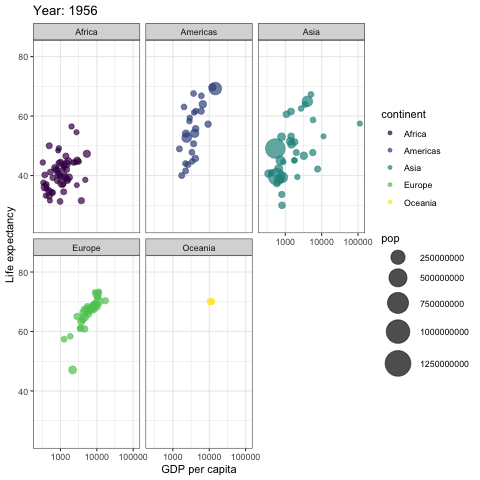 Year: 1956
Africa
Americas
Asia
80
60
40
1000
10000
100000
Europe
Oceania
80
60
40
1000
10000
100000
1000
10000
100000
Life expectancy
GDP per capita
continent
Africa
Americas
Asia
Europe
Oceania
pop
250000000
500000000
750000000
1000000000
1250000000